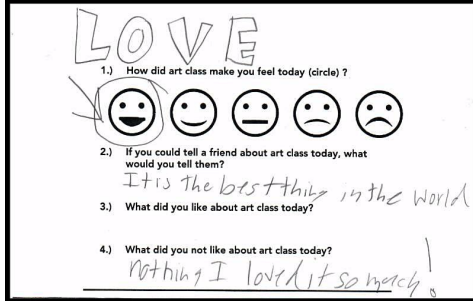 LOVE
1.) How did art class make you feel today (circle) ?
2.) If you could tell a friend about art class today, what
would you tell them?
It is the best thing in the world
3.) What did you like about art class today?
4.) What did you not like about art class today?
nothing I loved it so much!